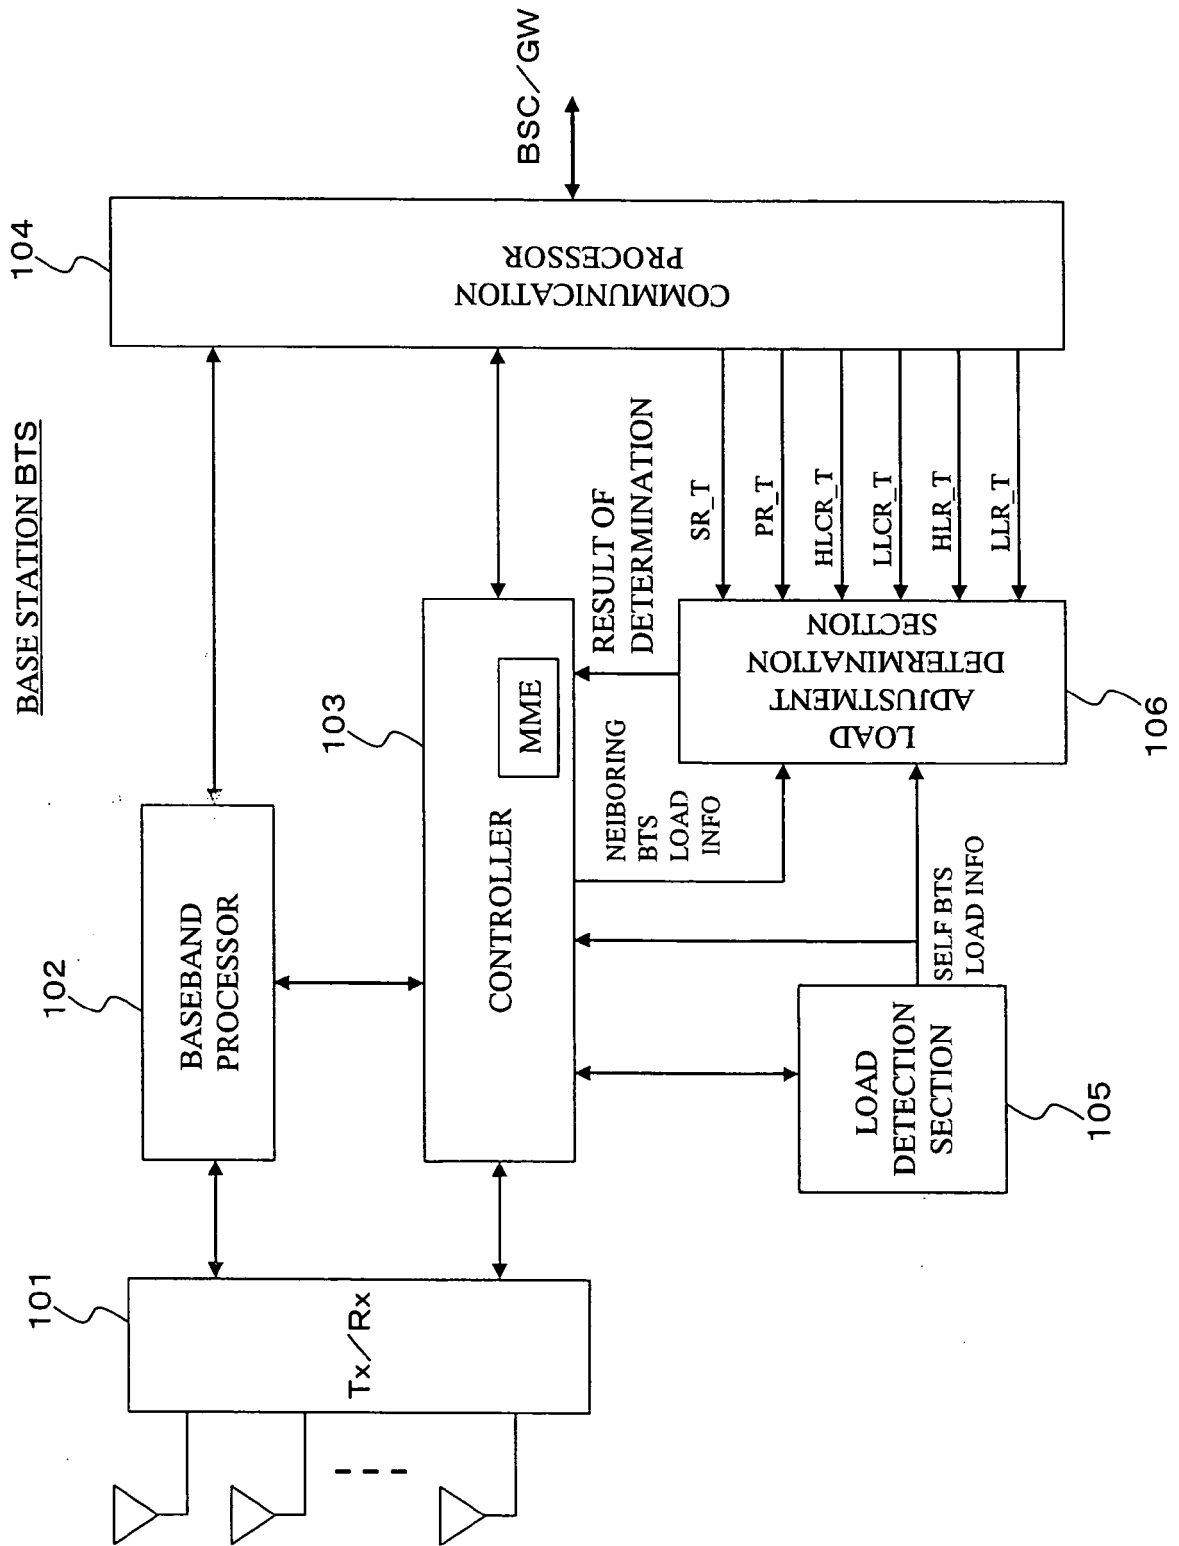 BASE STATION BTS
101
Tx/Rx
102
BASEBAND
PROCESSOR
103
CONTROLLER
MME
104
COMMUNICATION
PROCESSOR
BSC/GW
NEIBORING
BTS
LOAD
INFO
RESULT OF
DETERMINATION
SR_T
PR_T
HLCR_T
LLCR_T
HLR_T
LLR_T
LOAD
ADJUSTMENT
DETERMINATION
SECTION
106
SELF BTS
LOAD INFO
LOAD
DETECTION
SECTION
105